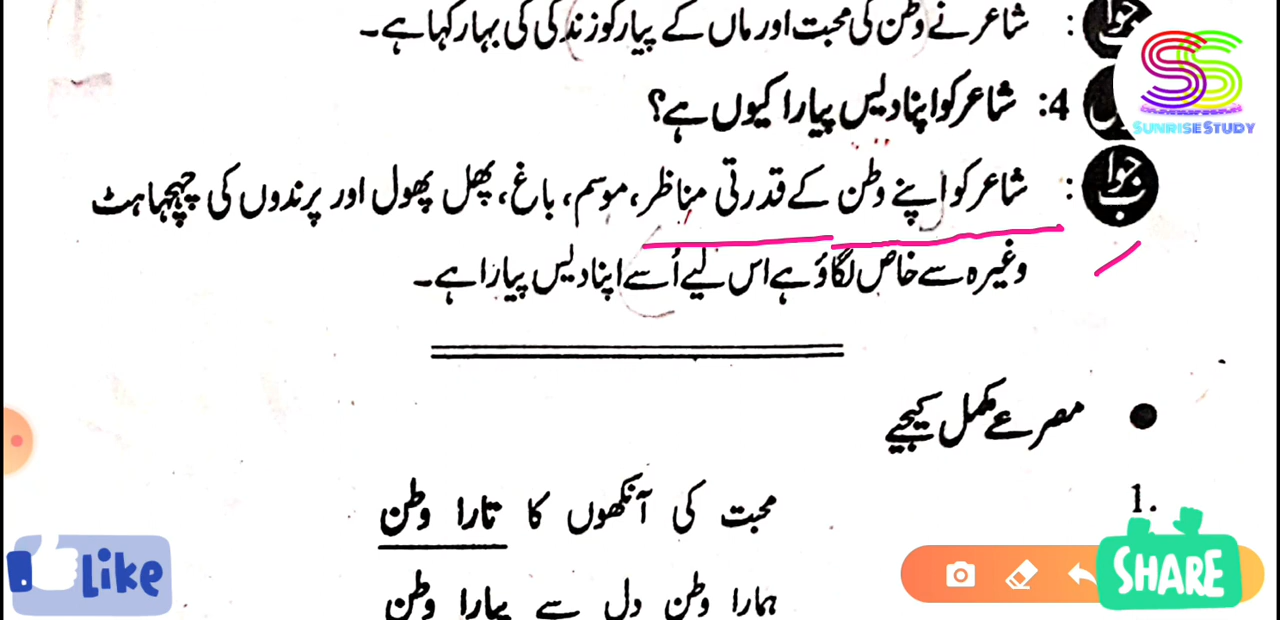 جواب : شاعر نے وطن کی محبت اور ماں کے پیار کو زندگی کی بہار کہا ہے۔
4: شاعر کو اپنا دیس پیارا کیوں ہے؟
SUNRISE STUDY
جواب : شاعر کو اپنے وطن کے قدرتی مناظر، موسم، باغ، پھل پھول اور پرندوں کی چہچہاہٹ
وغیرہ سے خاص لگاؤ ہے اس لیے اُسے اپنا دیس پیارا ہے۔
● مصرعے مکمل کیجیے
1. محبت کی آنکھوں کا تارا وطن
ہمارا وطن دل سے پیارا وطن
Like
SHARE